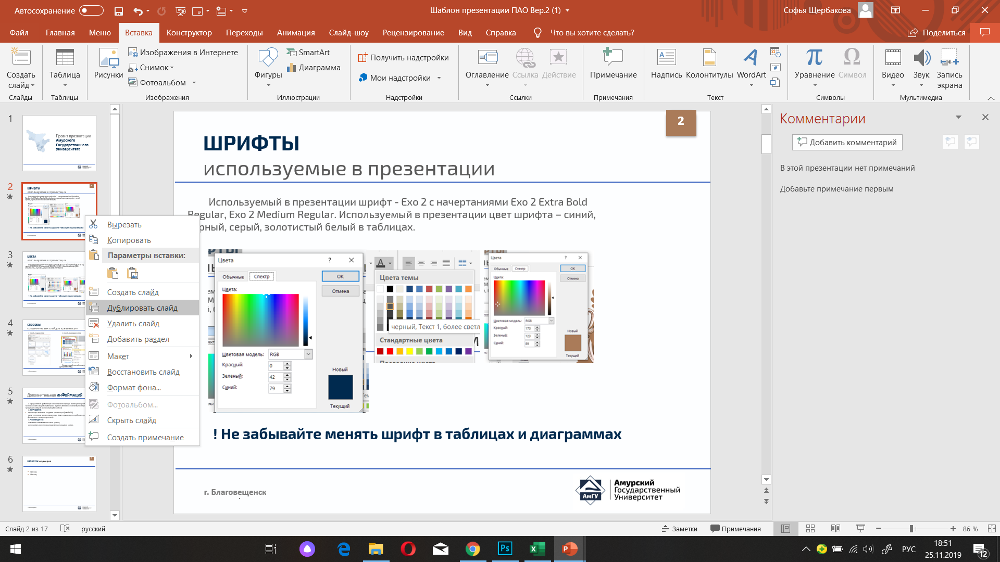 Автосохранение
Шаблон презентации ПАО Вер.2 (1)
Софья Щербакова
Файл
Главная
Меню
Вставка
Конструктор
Переходы
Анимация
Слайд-шоу
Рецензирование
Вид
Справка
Что вы хотите сделать?
Поделиться
Создать слайд
Таблица
Рисунки
Изображения в Интернете
Снимок
Фотоальбом
Фигуры
SmartArt
Диаграмма
Получить надстройки
Мои надстройки
Оглавление
Ссылка
Действие
Примечание
Надпись
Колонтитулы
WordArt
Уравнение
Символ
Видео
Звук
Запись экрана
Слайды
Таблицы
Изображения
Иллюстрации
Надстройки
Ссылки
Примечания
Текст
Символы
Мультимедиа
1
Проект презентации
Амурского
Государственного
Университета
2
ШРИФТЫ
используемые в презентации
3
ЦВЕТА
используемые в презентации
4
СПОСОБЫ
создания новых слайдов презентации
5
Дополнительная ИНФОРМАЦИЯ
6
ШАБЛОН маркеров
Вырезать
Копировать
Параметры вставки:
Создать слайд
Дублировать слайд
Удалить слайд
Добавить раздел
Макет
Восстановить слайд
Формат фона...
Фотоальбом...
Скрыть слайд
Создать примечание
2
ШРИФТЫ
используемые в презентации
Используемый в презентации шрифт - Exo 2 с начертаниями Exo 2 Extra Bold
Regular, Exo 2 Medium Regular. Используемый в презентации цвет шрифта – синий,
рный, серый, золотистый белый в таблицах.
Цвета
?
Обычные
Спектр
ОК
Отмена
Цвета:
Цветовая модель:
RGB
Красный:
0
Зеленый:
42
Синий:
79
Новый
Текущий
Цвета темы
черный, Текст 1, более светл
Стандартные цвета
Последние цвета
Цвета
?
Обычные
Спектр
ОК
Отмена
Цвета:
Цветовая модель:
RGB
Красный:
170
Зеленый:
123
Синий:
89
Новый
Текущий
! Не забывайте менять шрифт в таблицах и диаграммах
г. Благовещенск
АмГУ
Амурский
Государственный
Университет
Комментарии
Добавить комментарий
В этой презентации нет примечаний
Добавьте примечание первым
Слайд 2 из 17
русский
Заметки
Примечания
86 %
Ps
РУС
18:51
25.11.2019
12